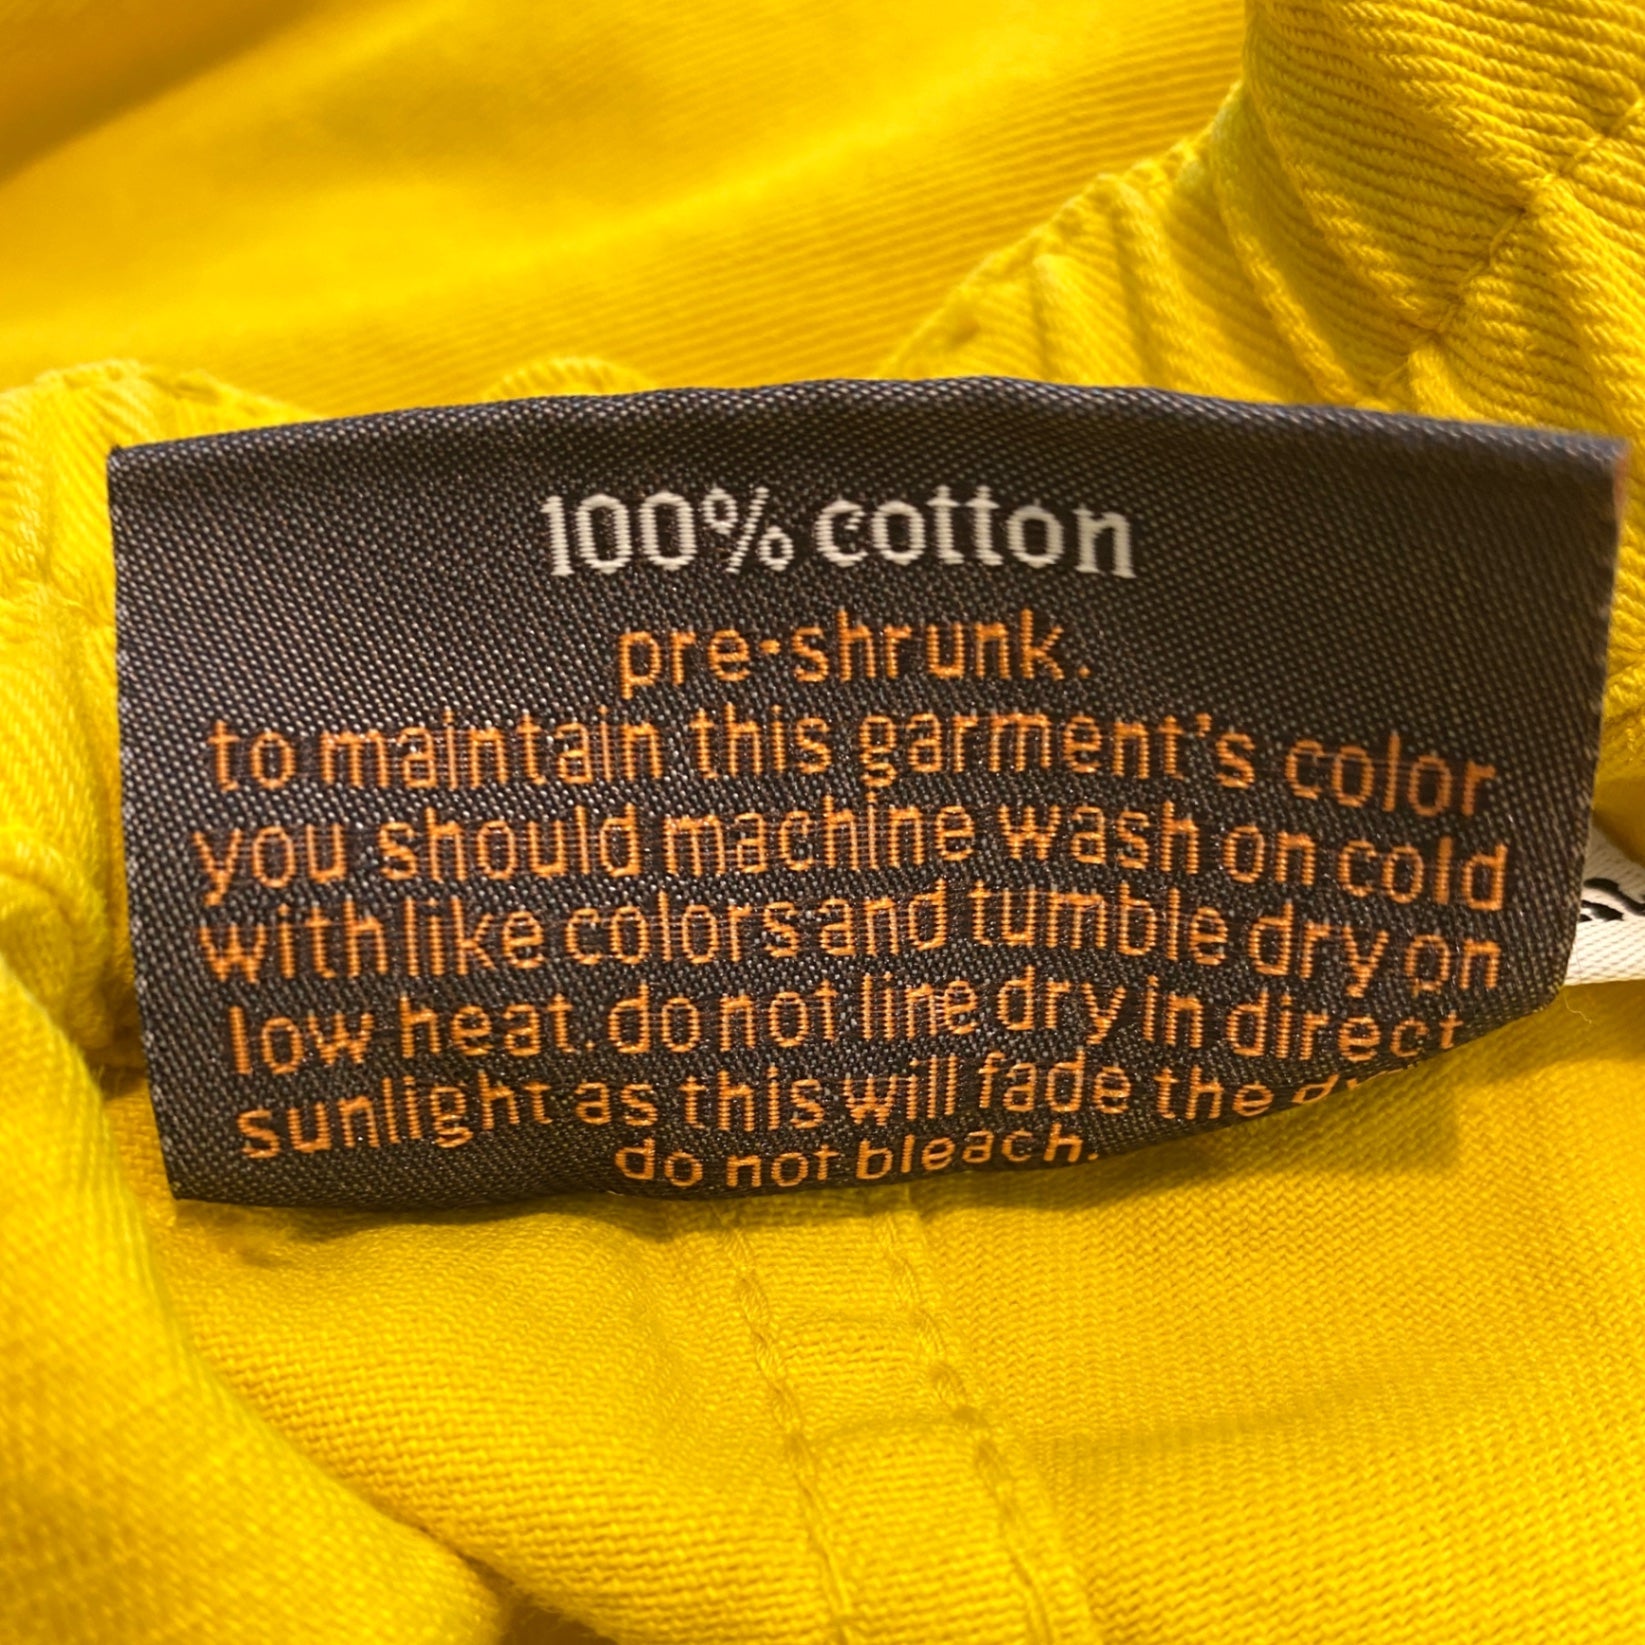 100% cotton
pre-shrunk.
to maintain this garment's color
you should machine wash on cold
with like colors and tumble dry on
low heat. do not line dry in direct
sunlight as this will fade the
do not bleach.